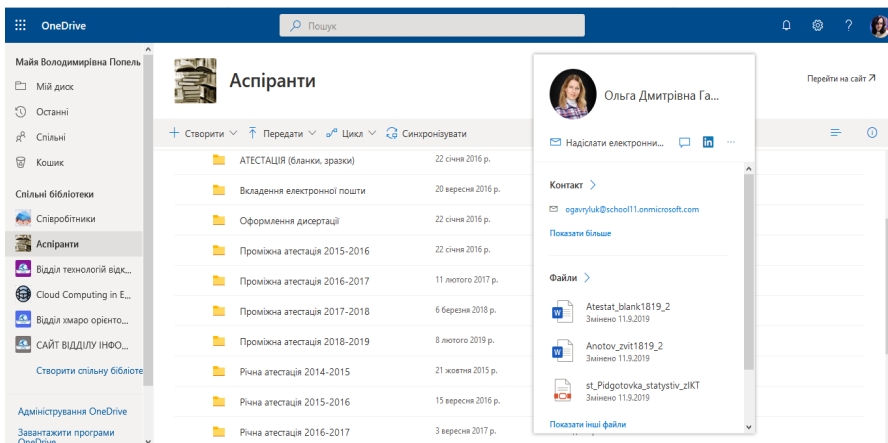 OneDrive
Пошук
?
Майя Володимирівна Попель
Мій диск
Останні
Спільні
Кошик
Спільні бібліотеки
Співробітники
Аспіранти
Відділ технологій відк...
Cloud Computing in E...
Відділ хмаро орієнто...
САЙТ ВІДДІЛУ ІНФО...
Створити спільну бібліоте
Адміністрування OneDrive
Завантажити програми
OneDrive
Аспіранти
Перейти на сайт
Створити Передати Цикл Синхронізувати
АТЕСТАЦІЯ (бланки, зразки) 22 січня 2016 р.
Вкладення електронної пошти 20 вересня 2016 р.
Оформлення дисертації 22 січня 2016 р.
Проміжна атестація 2015-2016 22 січня 2016 р.
Проміжна атестація 2016-2017 11 лютого 2017 р.
Проміжна атестація 2017-2018 6 березня 2018 р.
Проміжна атестація 2018-2019 8 лютого 2019 р.
Річна атестація 2014-2015 21 жовтня 2015 р.
Річна атестація 2015-2016 15 вересня 2016 р.
Річна атестація 2016-2017 3 вересня 2017 р.
Ольга Дмитрівна Га...
Надіслати електронни... in ...
Контакт
ogavryluk@school11.onmicrosoft.com
Показати більше
Файли
Atestat_blank1819_2
Змінено 11.9.2019
Anotov_zvit1819_2
Змінено 11.9.2019
st_Pidgotovka_statystiv_zIKT
Змінено 11.9.2019
Показати інші файли